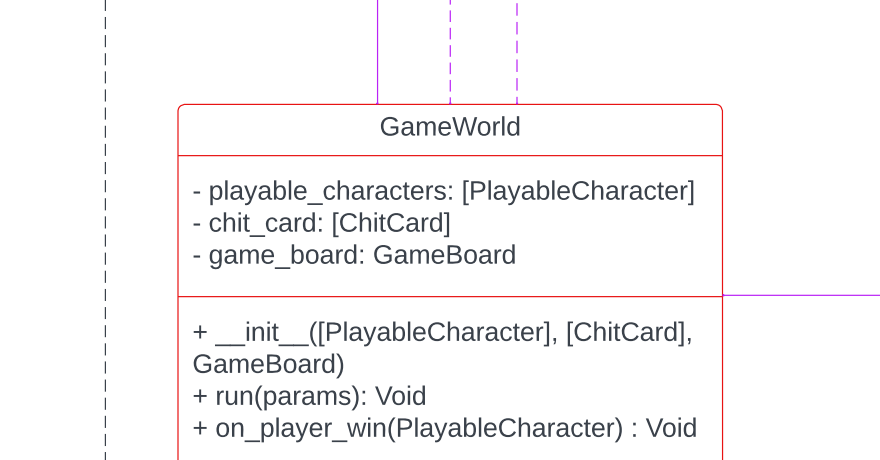 GameWorld
- playable_characters: [PlayableCharacter]
- chit_card: [ChitCard]
- game_board: GameBoard
+ __init__([PlayableCharacter], [ChitCard],
GameBoard)
+ run(params): Void
+ on_player_win(PlayableCharacter) : Void